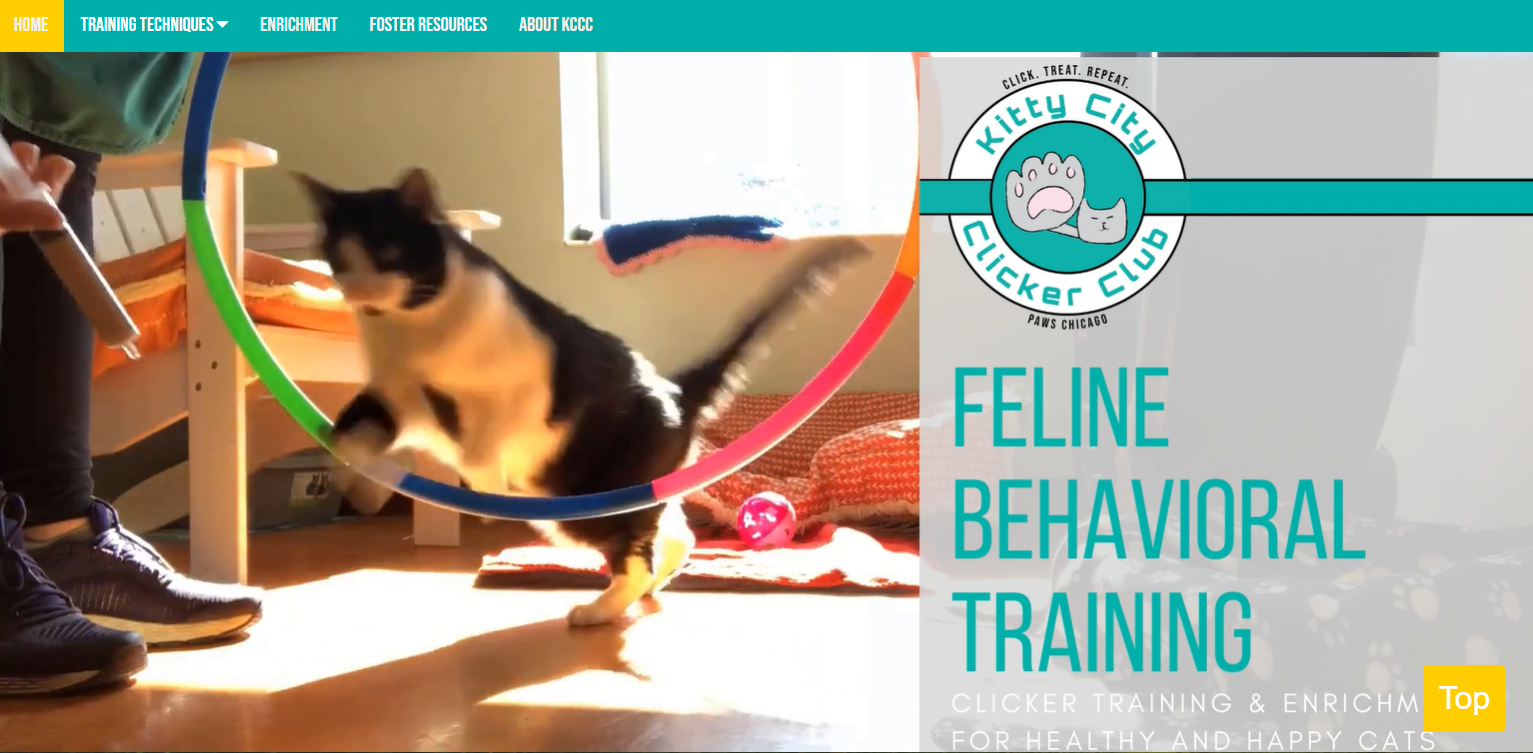 HOME TRAINING TECHNIQUES ENRICHMENT FOSTER RESOURCES ABOUT KCCC
CLICK. TREAT. REPEAT.
Kitty City
Clicker Club
PAWS CHICAGO
FELINE
BEHAVIORAL
TRAINING
CLICKER TRAINING & ENRICHM
FOR HEALTHY AND HAPPY CATS
Top